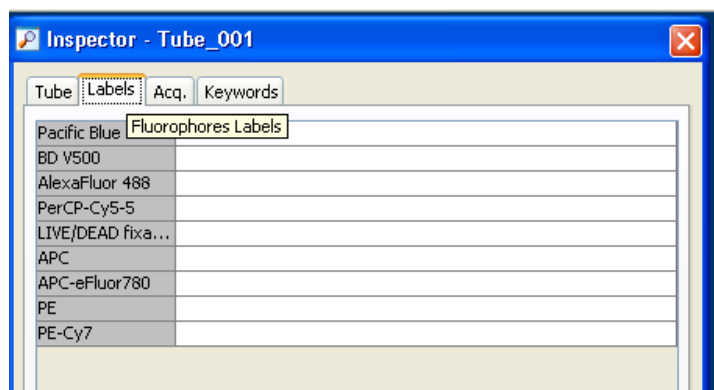 Inspector - Tube_001
Tube Labels Acq. Keywords
Pacific Blue
Fluorophores Labels
BD V500
AlexaFluor 488
PerCP-Cy5-5
LIVE/DEAD fixa...
APC
APC-eFluor780
PE
PE-Cy7